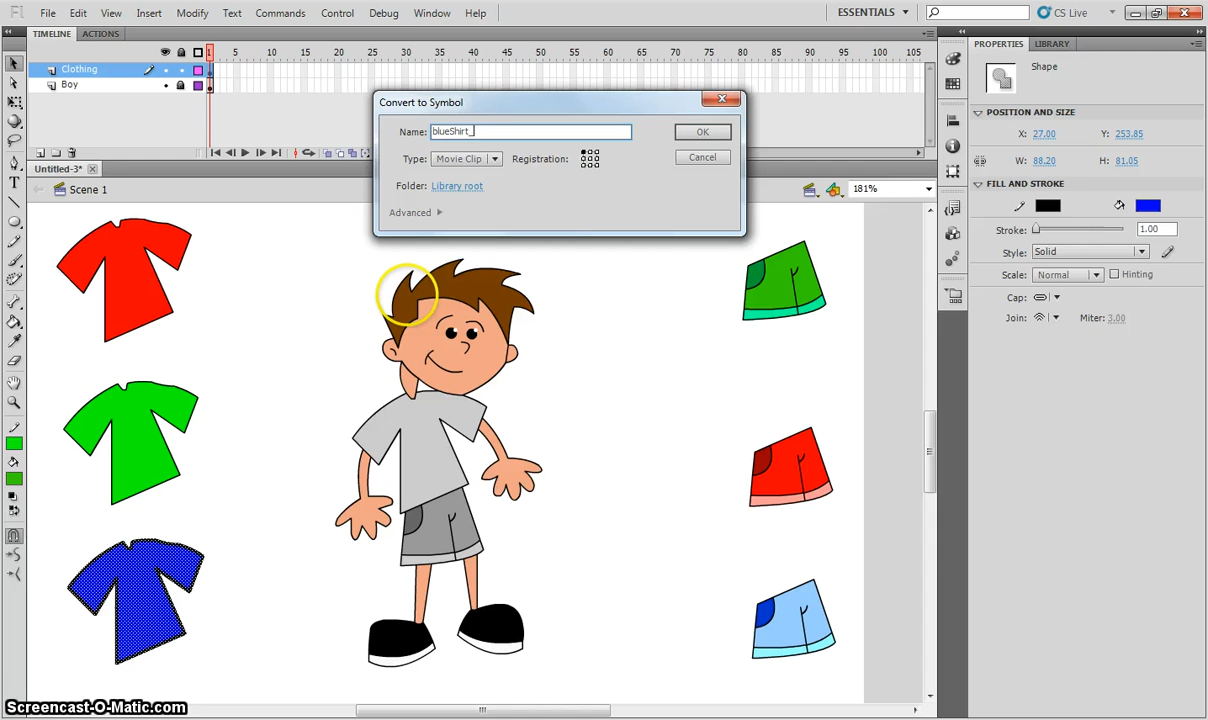 Fl File Edit View Insert Modify Text Commands Control Debug Window Help ESSENTIALS CS Live
TIMELINE ACTIONS
1 5 10 15 20 25 30 35 40 45 50 55 60 65 70 75 80 85 90 95 100 105
Clothing
Boy
Untitled-3*
Scene 1
181%
Convert to Symbol
Name: blueShirt_
OK
Type: Movie Clip Registration:
Cancel
Folder: Library root
Advanced
PROPERTIES LIBRARY
Shape
POSITION AND SIZE
X: 27.00 Y: 253.85
W: 88.20 H: 81.05
FILL AND STROKE
Stroke: 1.00
Style: Solid
Scale: Normal Hinting
Cap:
Join: Miter: 3.00
Screencast-O-Matic.com